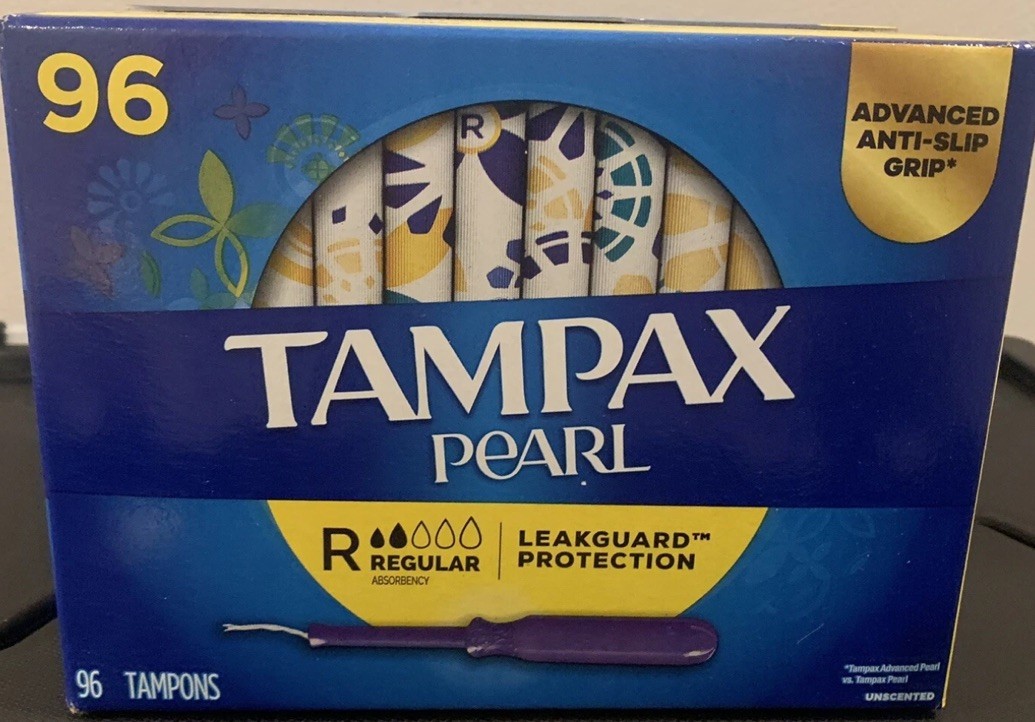 96
ADVANCED
ANTI-SLIP
GRIP*
R
TAMPAX
PEARL
R
REGULAR
ABSORBENCY
LEAKGUARD™
PROTECTION
96 TAMPONS
*Tampax Advanced Pearl
vs. Tampax Pearl
UNSCENTED